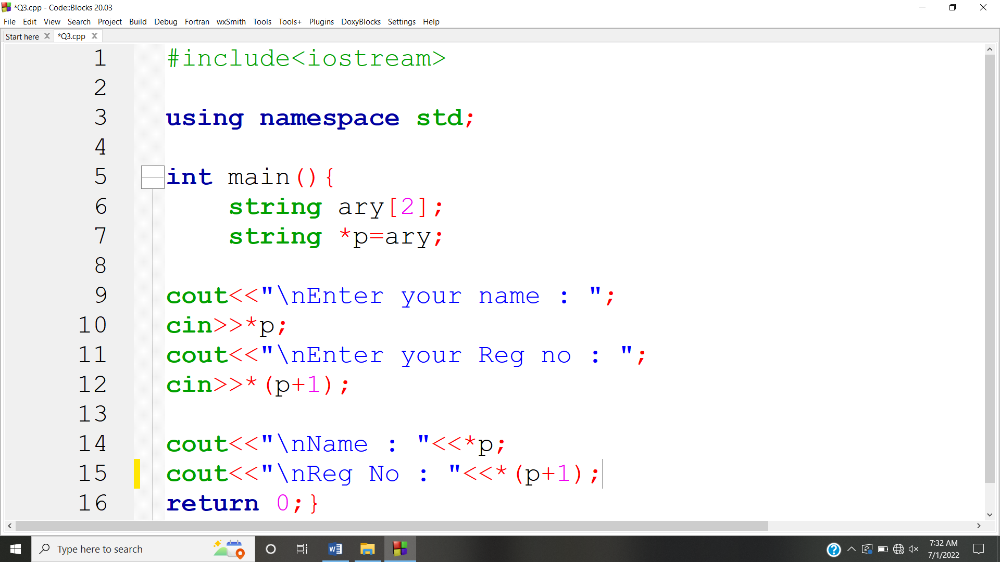 *Q3.cpp - Code::Blocks 20.03
File Edit View Search Project Build Debug Fortran wxSmith Tools Tools+ Plugins DoxyBlocks Settings Help
Start here *Q3.cpp
1 #include<iostream>
2
3 using namespace std;
4
5 int main(){
6 string ary[2];
7 string *p=ary;
8
9 cout<<"\nEnter your name : ";
10 cin>>*p;
11 cout<<"\nEnter your Reg no : ";
12 cin>>*(p+1);
13
14 cout<<"\nName : "<<*p;
15 cout<<"\nReg No : "<<*(p+1);
16 return 0;}
Type here to search
7:32 AM
7/1/2022